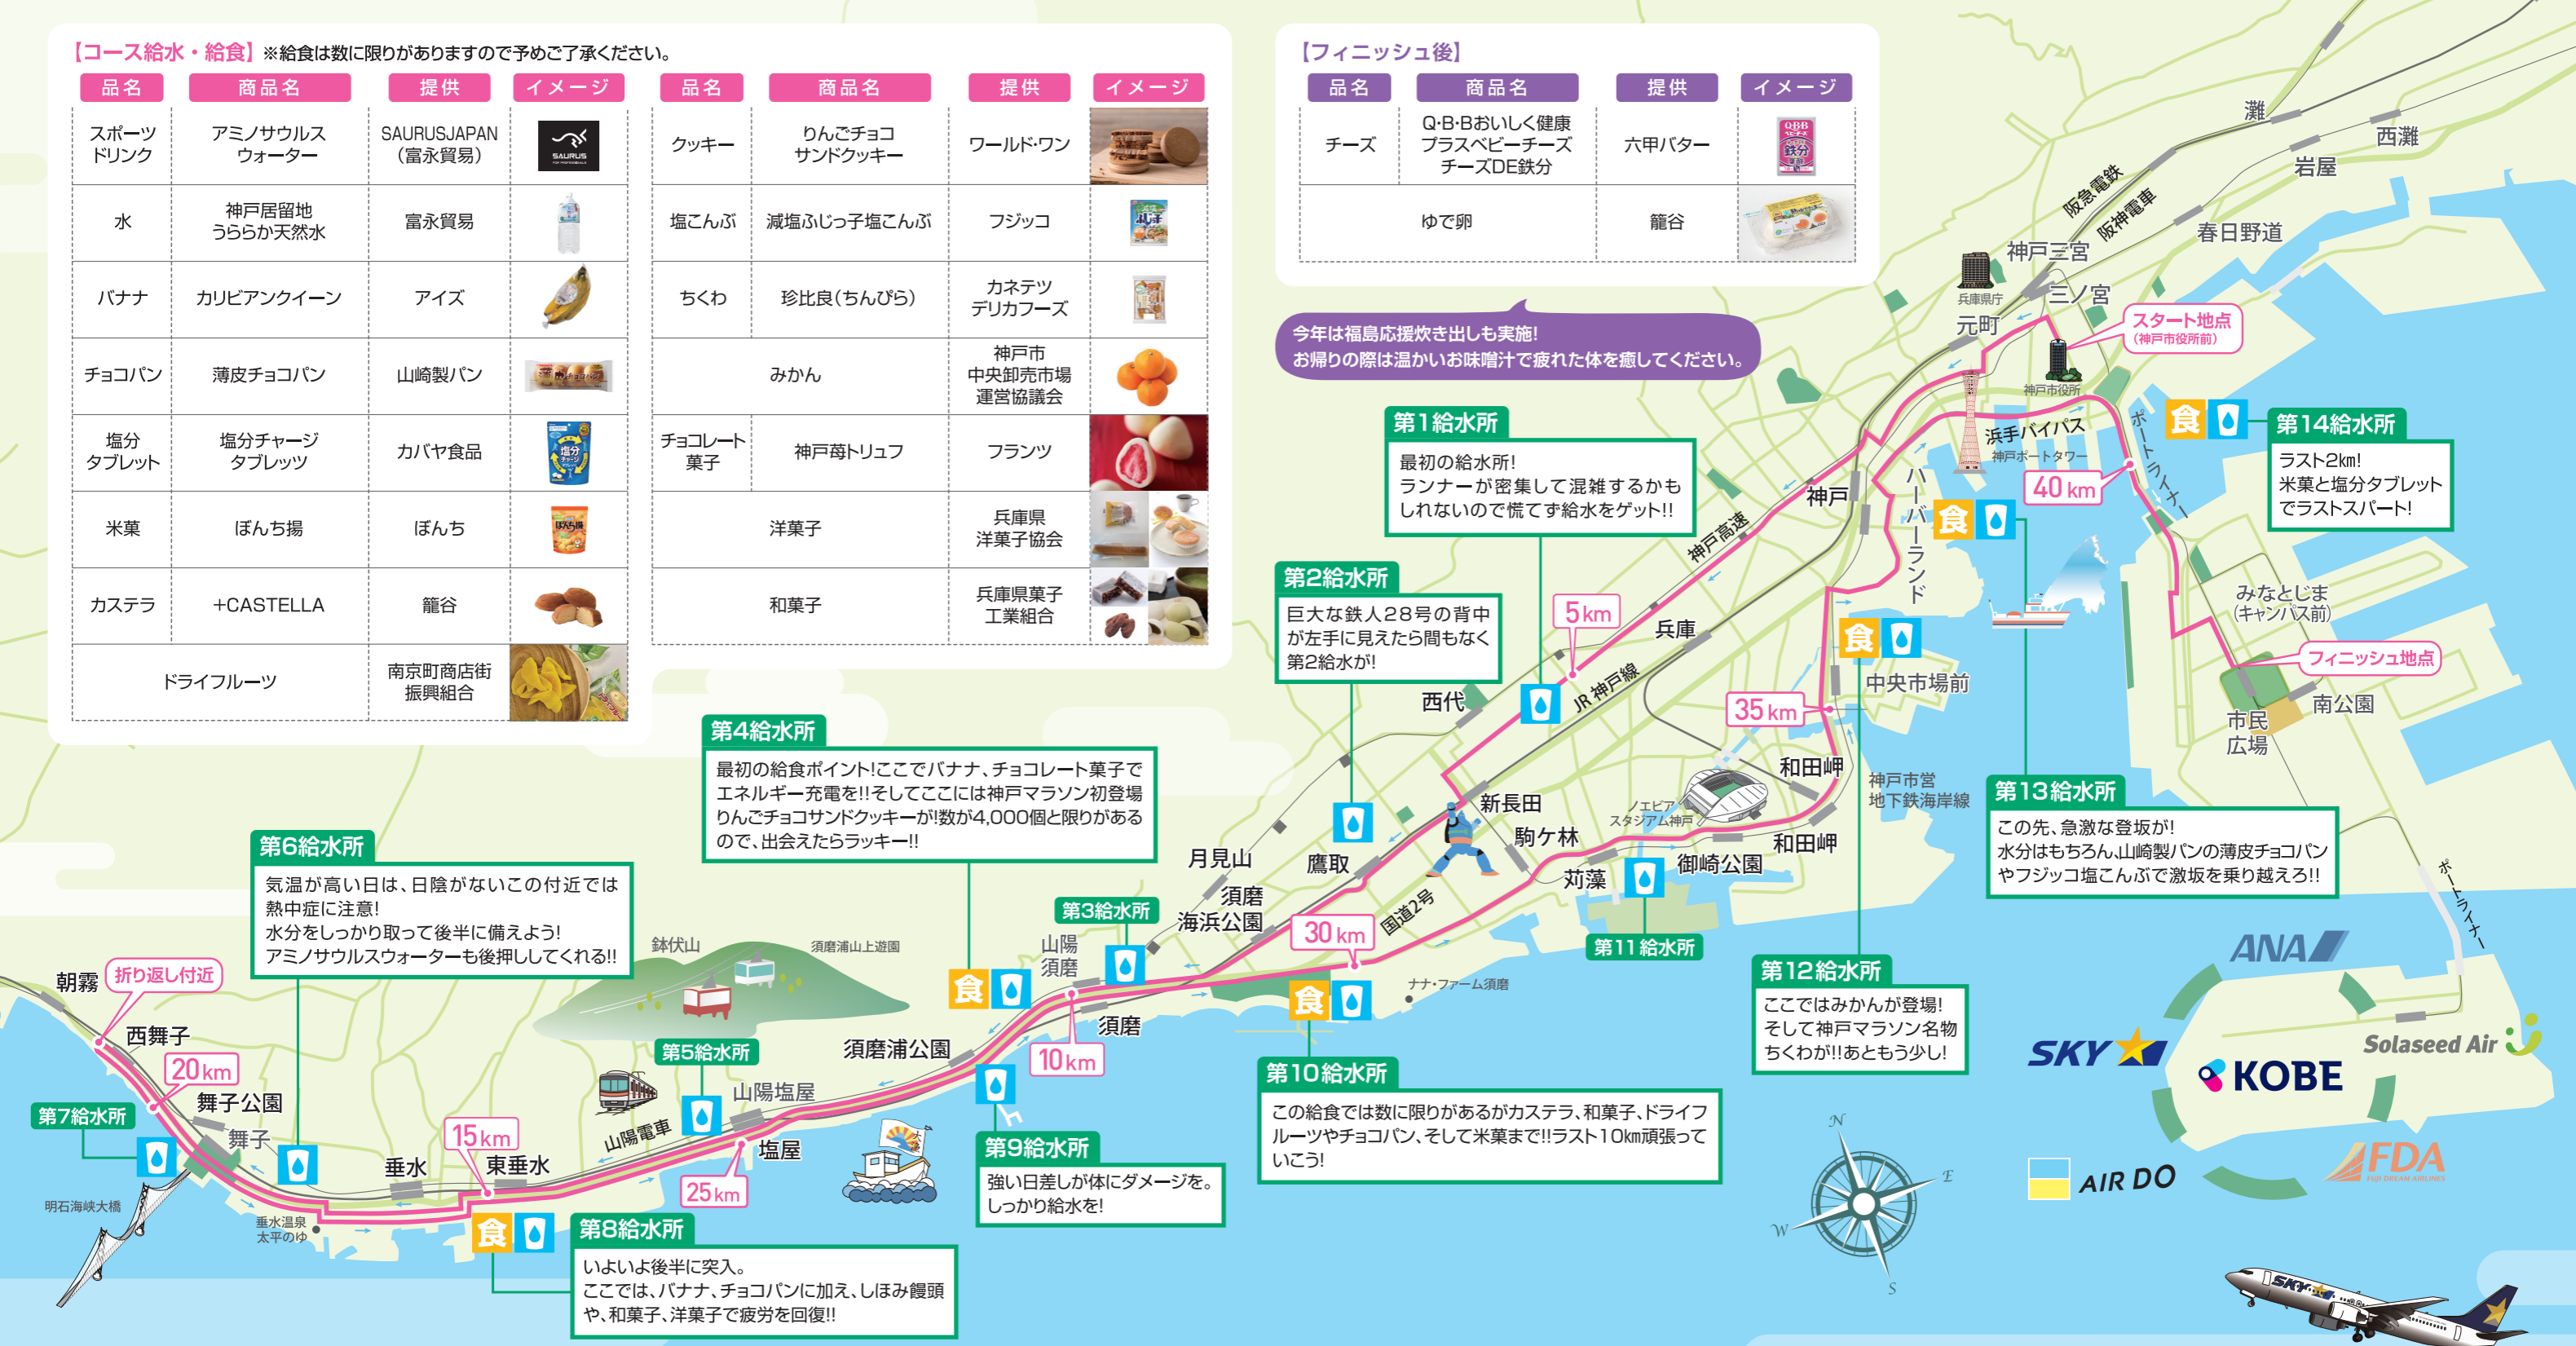 【コース給水・給食】 ※給食は数に限りがありますので予めご了承ください。
品名 商品名 提供 イメージ
スポーツ
ドリンク
アミノサウルス
ウォーター
SAURUSJAPAN
(富永貿易)
SAURUS
水
神戸居留地
うららか天然水
富永貿易
バナナ カリビアンクイーン アイズ
チョコパン 薄皮チョコパン 山崎製パン
塩分
タブレット
塩分チャージ
タブレッツ
カバヤ食品
米菓 ぼんち揚 ぼんち
カステラ +CASTELLA 籠谷
ドライフルーツ
南京町商店街
振興組合
品名 商品名 提供 イメージ
クッキー
りんごチョコ
サンドクッキー
ワールド・ワン
塩こんぶ 減塩ふじっ子塩こんぶ フジッコ
ちくわ 珍比良(ちんぴら)
カネテツ
デリカフーズ
みかん
神戸市
中央卸売市場
運営協議会
チョコレート
菓子
神戸苺トリュフ フランツ
洋菓子
兵庫県
洋菓子協会
和菓子
兵庫県菓子
工業組合
【フィニッシュ後】
品名 商品名 提供 イメージ
チーズ
Q・B・Bおいしく健康
プラスベビーチーズ
チーズDE鉄分
六甲バター
QBB
鉄分
ゆで卵 籠谷
今年は福島応援炊き出しも実施!
お帰りの際は温かいお味噌汁で疲れた体を癒してください。
灘
西灘
岩屋
阪急電鉄
阪神電車
春日野道
神戸三宮
兵庫県庁
三ノ宮
元町
スタート地点
(神戸市役所前)
神戸市役所
ポートライナー
浜手バイパス
神戸ポートタワー
40km
第14給水所
食
ラスト2㎞!
米菓と塩分タブレット
でラストスパート!
第1給水所
最初の給水所!
ランナーが密集して混雑するかも
しれないので慌てず給水をゲット!!
神戸
ハーバーランド
食
神戸高速
第2給水所
巨大な鉄人28号の背中
が左手に見えたら間もなく
第2給水が!
5km
兵庫
食
みなとじま
(キャンパス前)
フィニッシュ地点
南公園
市民
広場
中央市場前
JR 神戸線
西代
35km
第4給水所
最初の給食ポイント!ここでバナナ、チョコレート菓子で
エネルギー充電を!!そしてここには神戸マラソン初登場
りんごチョコサンドクッキーが!数が4,000個と限りがある
ので、出会えたらラッキー!!
和田岬
神戸市営
地下鉄海岸線
ノエビア
スタジアム神戸
新長田
駒ケ林
和田岬
御崎公園
苅藻
第13給水所
この先、急激な登坂が!
水分はもちろん、山崎製パンの薄皮チョコパン
やフジッコ塩こんぶで激坂を乗り越えろ!!
第6給水所
気温が高い日は、日陰がないこの付近では
熱中症に注意!
水分をしっかり取って後半に備えよう!
アミノサウルスウォーターも後押ししてくれる!!
月見山
鷹取
須磨
海浜公園
第3給水所
国道2号
30km
第11給水所
ポートライナー
鉢伏山
須磨浦山上遊園
山陽
須磨
食
食
ナナ・ファーム須磨
第12給水所
ここではみかんが登場!
そして神戸マラソン名物
ちくわが!!あともう少し!
朝霧
折り返し付近
西舞子
20km
舞子公園
舞子
第7給水所
明石海峡大橋
第5給水所
須磨浦公園
須磨
10km
山陽塩屋
山陽電車
15km
垂水
東垂水
塩屋
25km
垂水温泉
太平のゆ
食
第8給水所
いよいよ後半に突入。
ここでは、バナナ、チョコパンに加え、しほみ饅頭
や、和菓子、洋菓子で疲労を回復!!
第9給水所
強い日差しが体にダメージを。
しっかり給水を!
第10給水所
この給食では数に限りがあるがカステラ、和菓子、ドライフ
ルーツやチョコパン、そして米菓まで!!ラスト10㎞頑張って
いこう!
N
E
W
S
ANA
SKY
Solaseed Air
KOBE
AIR DO
FDA
FUJI DREAM AIRLINES
SKY